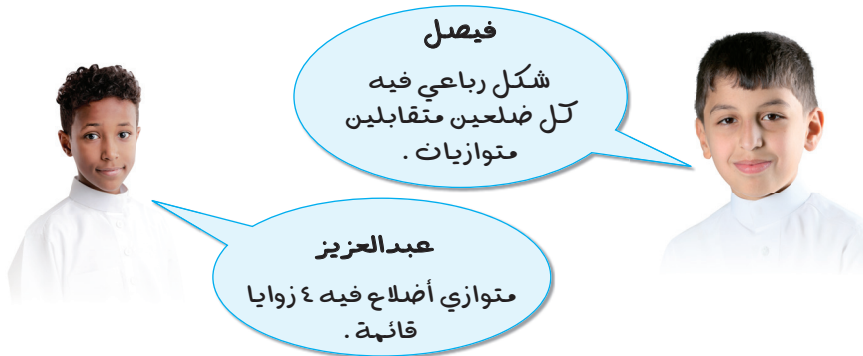 فيصل
شكل رباعي فيه
كل ضلعين متقابلين
متوازيان .
عبدالعزيز
متوازي أضلاع فيه ٤ زوايا
قائمة .